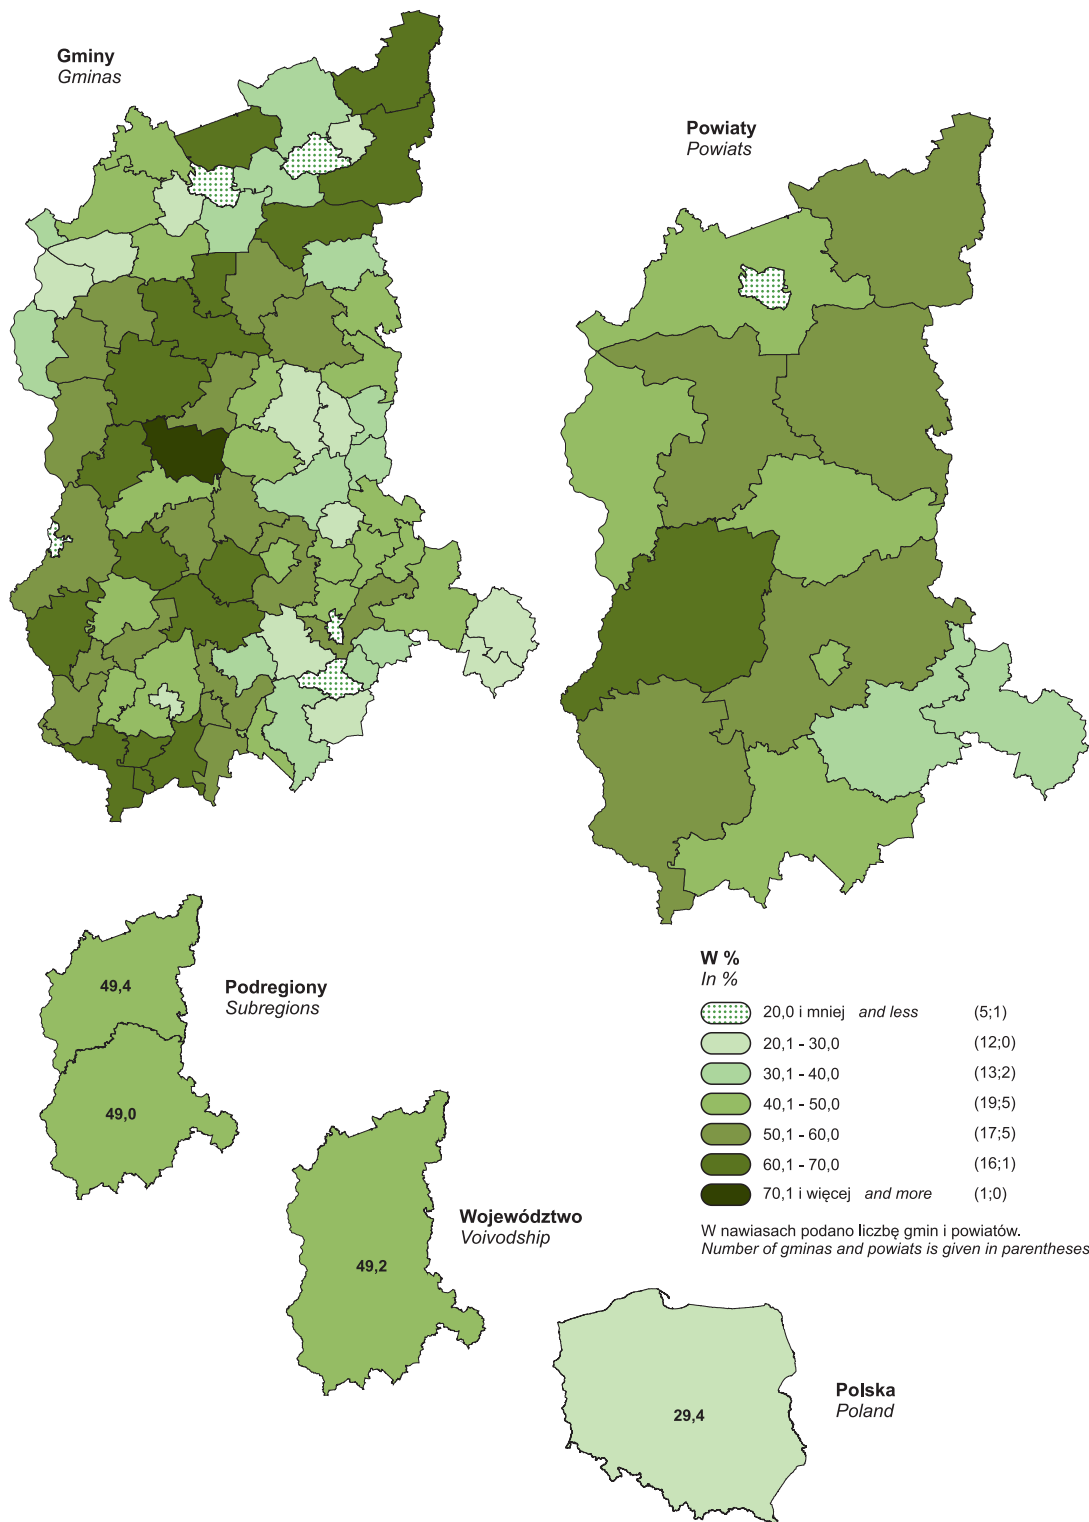 Gminy
Gminas
Powiaty
Powiats
49,4
Podregiony
Subregions
49,0
W %
In %
20,0 i mniej and less (5;1)
20,1 - 30,0 (12;0)
30,1 - 40,0 (13;2)
40,1 - 50,0 (19;5)
50,1 - 60,0 (17;5)
60,1 - 70,0 (16;1)
70,1 i więcej and more (1;0)
W nawiasach podano liczbę gmin i powiatów.
Number of gminas and powiats is given in parentheses
Województwo
Voivodship
49,2
Polska
Poland
29,4